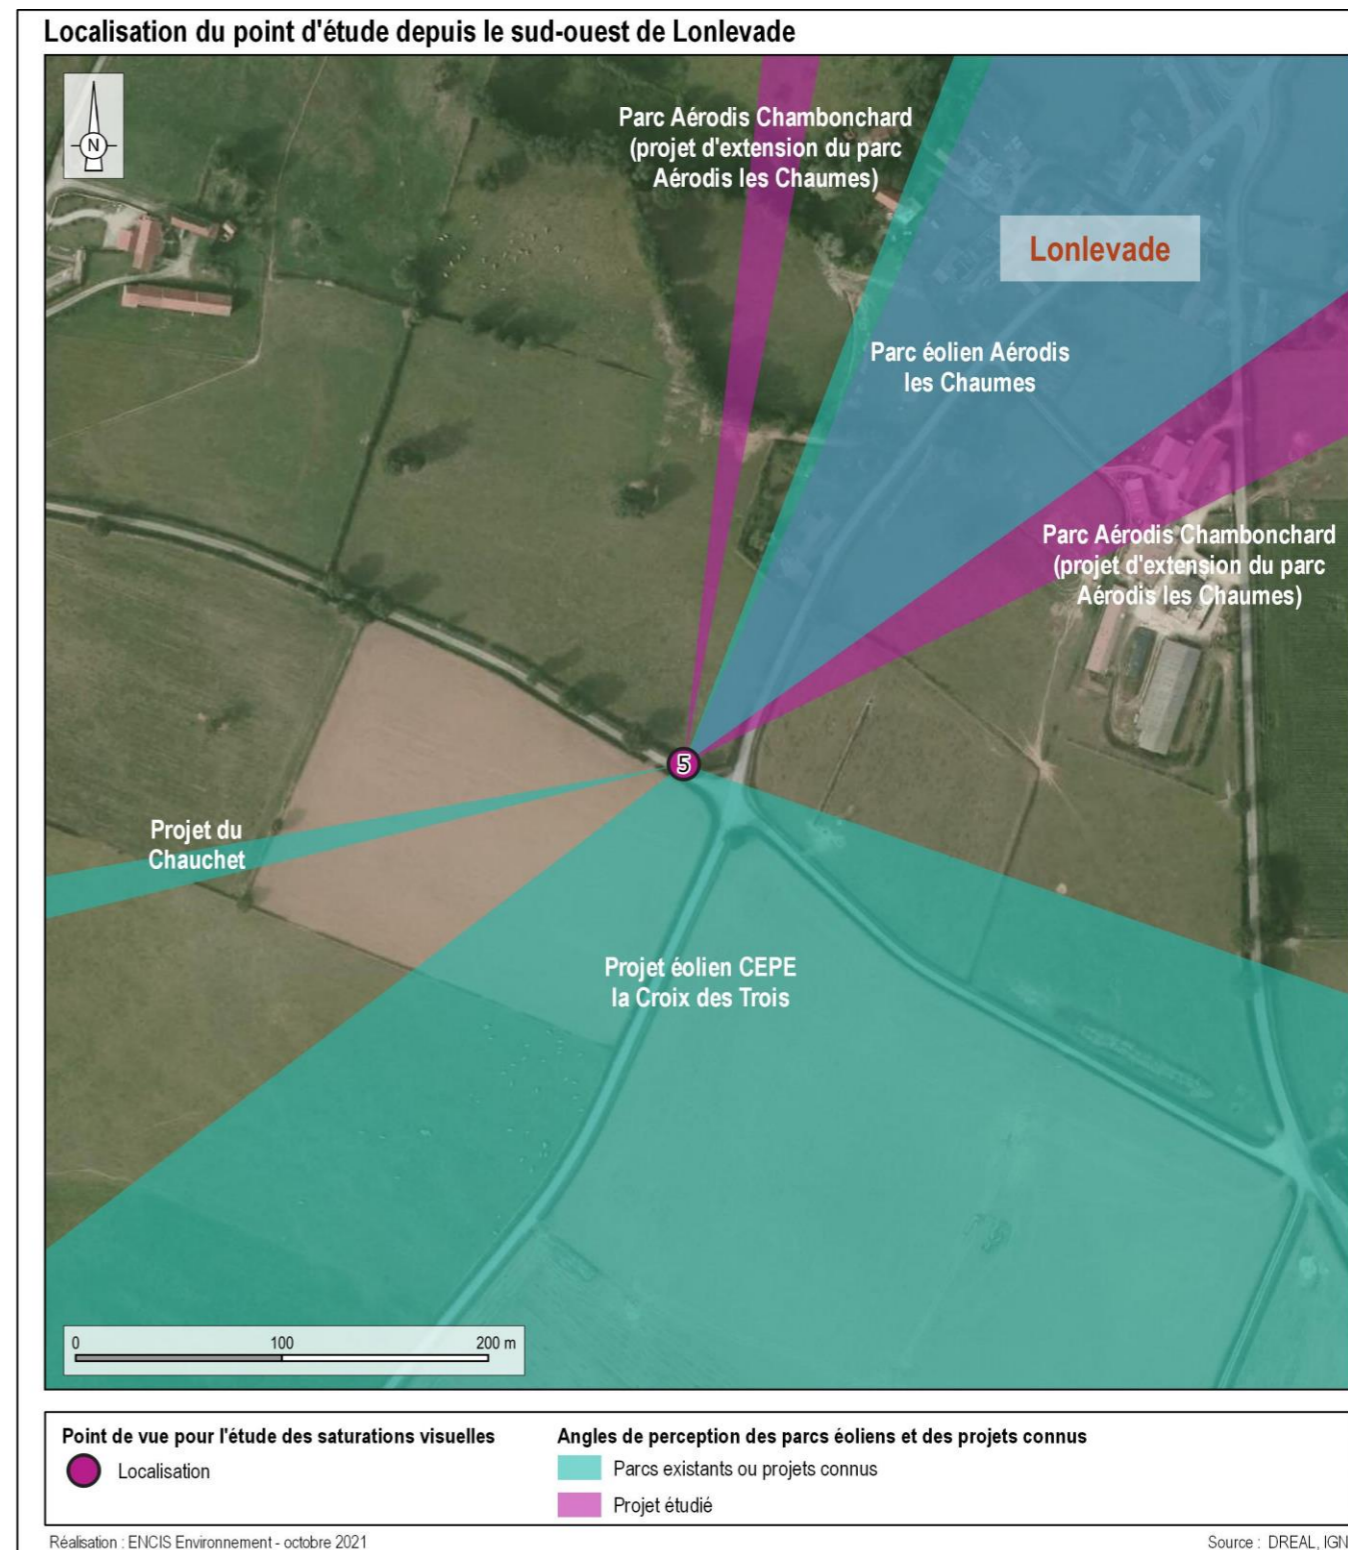 Localisation du point d'étude depuis le sud-ouest de Lonlevade
N
Parc Aérodis Chambonchard
(projet d'extension du parc
Aérodis les Chaumes)
Lonlevade
Parc éolien Aérodis
les Chaumes
Parc Aérodis Chambonchard
(projet d'extension du parc
Aérodis les Chaumes)
5
Projet du
Chauchet
Projet éolien CEPE
la Croix des Trois
0 100 200 m
Point de vue pour l'étude des saturations visuelles
Localisation
Angles de perception des parcs éoliens et des projets connus
Parcs existants ou projets connus
Projet étudié
Réalisation : ENCIS Environnement - octobre 2021
Source : DREAL, IGN